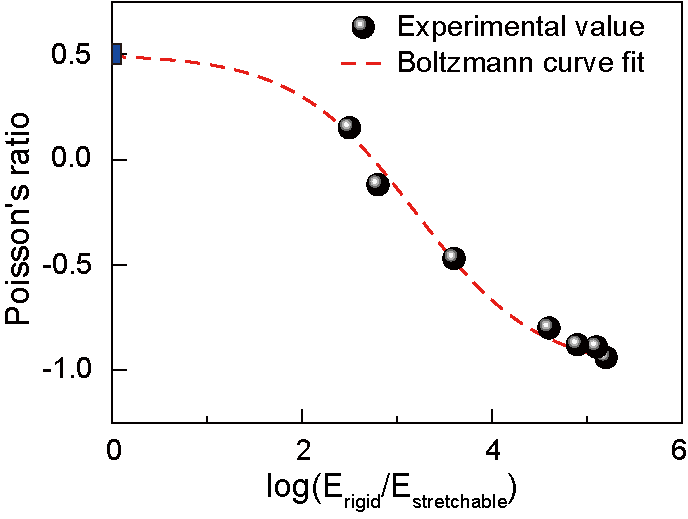 Experimental value
Boltzmann curve fit
Poisson's ratio
0.5
0.0
-0.5
-1.0
0 2 4 6
log(E_rigid/E_stretchable)